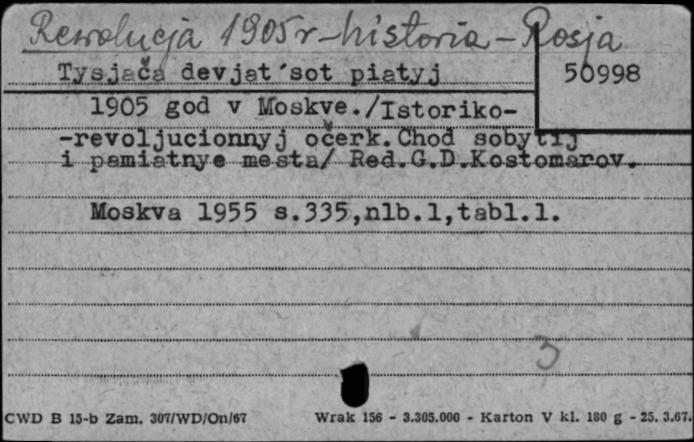 Rewolucja 1905 r - historia - Rosja
Tysjača devjat´sot piatyj
50998
1905 god v Moskve./Istoriko-
-revoljucionnyj očerk.Chod sobytij
i pamiatnye mesta/ Red.G.D.Kostomarov.
Moskva 1955 s.335,nlb.1,tabl.1.
3
CWD B 15-b Zam. 307/WD/On/67
Wrak 156 - 3.305.000 - Karton V kl. 180 g - 25. 3.67.